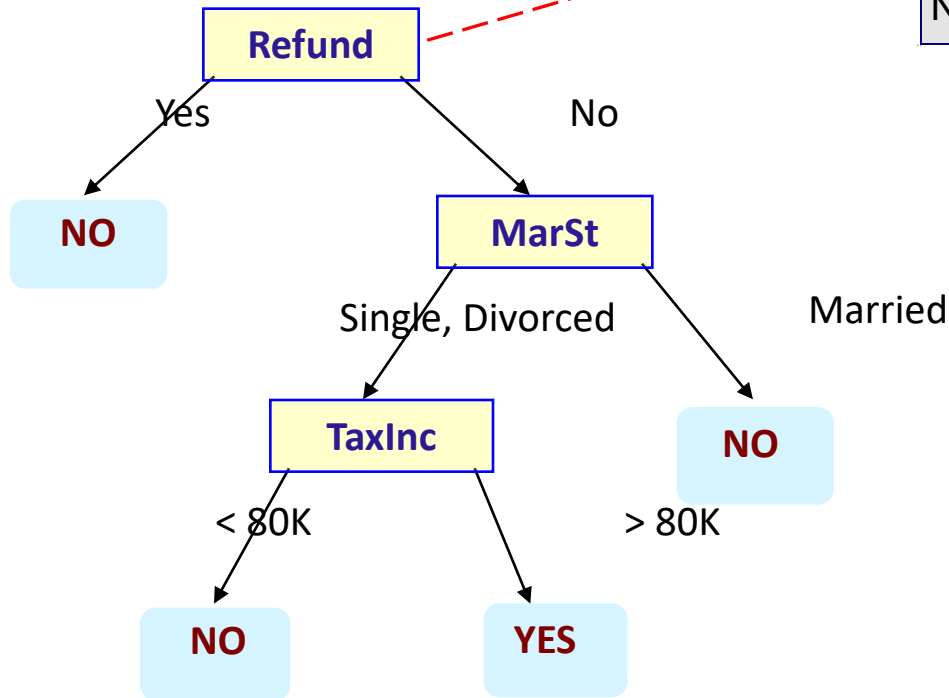 Refund
N
Yes
No
NO
MarSt
Single, Divorced
Married
TaxInc
NO
< 80K
> 80K
NO
YES